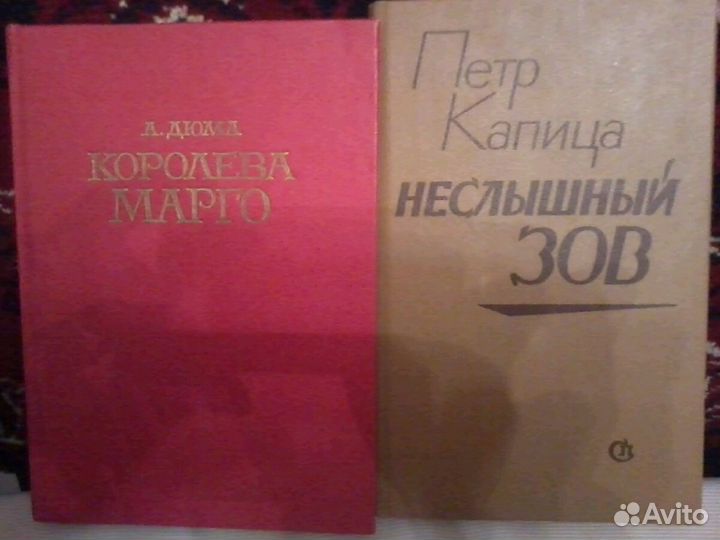 А. ДЮМА
КОРОЛЕВА
МАРГО
Петр
Капица
НЕСЛЫШНЫЙ
ЗОВ
Avito